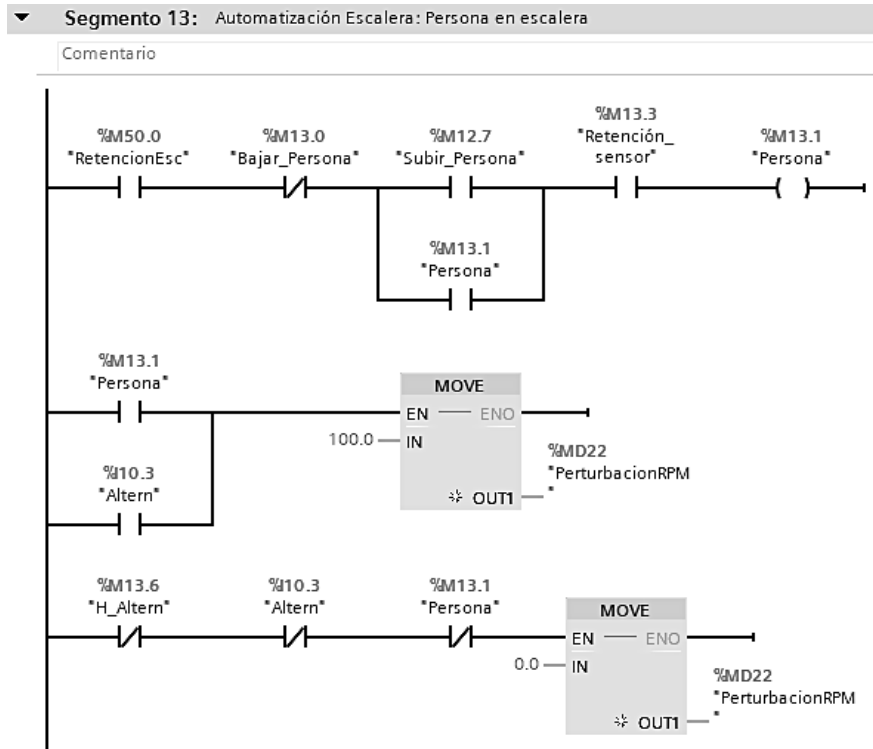 Segmento 13: Automatización Escalera: Persona en escalera
Comentario
%M50.0
"RetencionEsc"
%M13.0
"Bajar_Persona"
%M12.7
"Subir_Persona"
%M13.3
"Retención_
sensor"
%M13.1
"Persona"
%M13.1
"Persona"
%M13.1
"Persona"
MOVE
EN
ENO
100.0
IN
%MD22
"PerturbacionRPM
"
OUT1
%I10.3
"Altern"
%M13.6
"H_Altern"
%I10.3
"Altern"
%M13.1
"Persona"
MOVE
EN
ENO
0.0
IN
%MD22
"PerturbacionRPM
"
OUT1